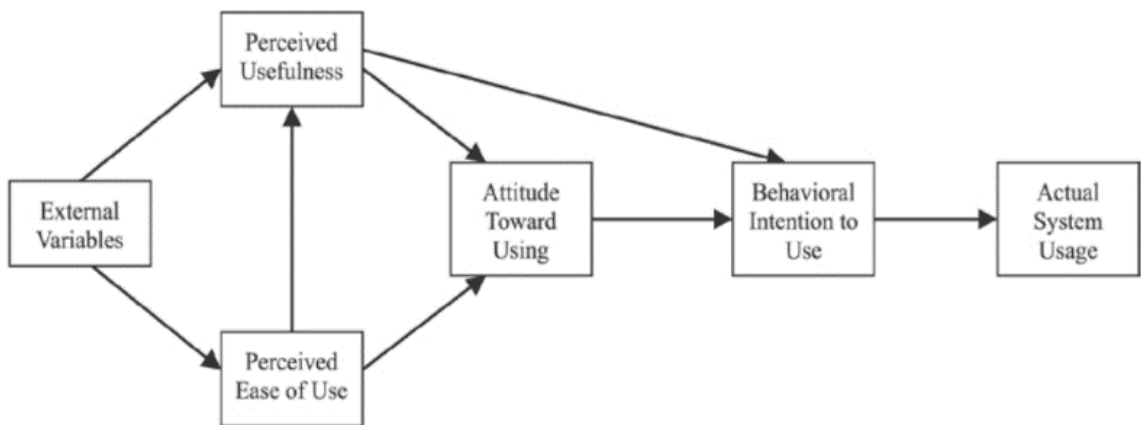 Perceived
Usefulness
External
Variables
Attitude
Toward
Using
Behavioral
Intention to
Use
Actual
System
Usage
Perceived
Ease of Use